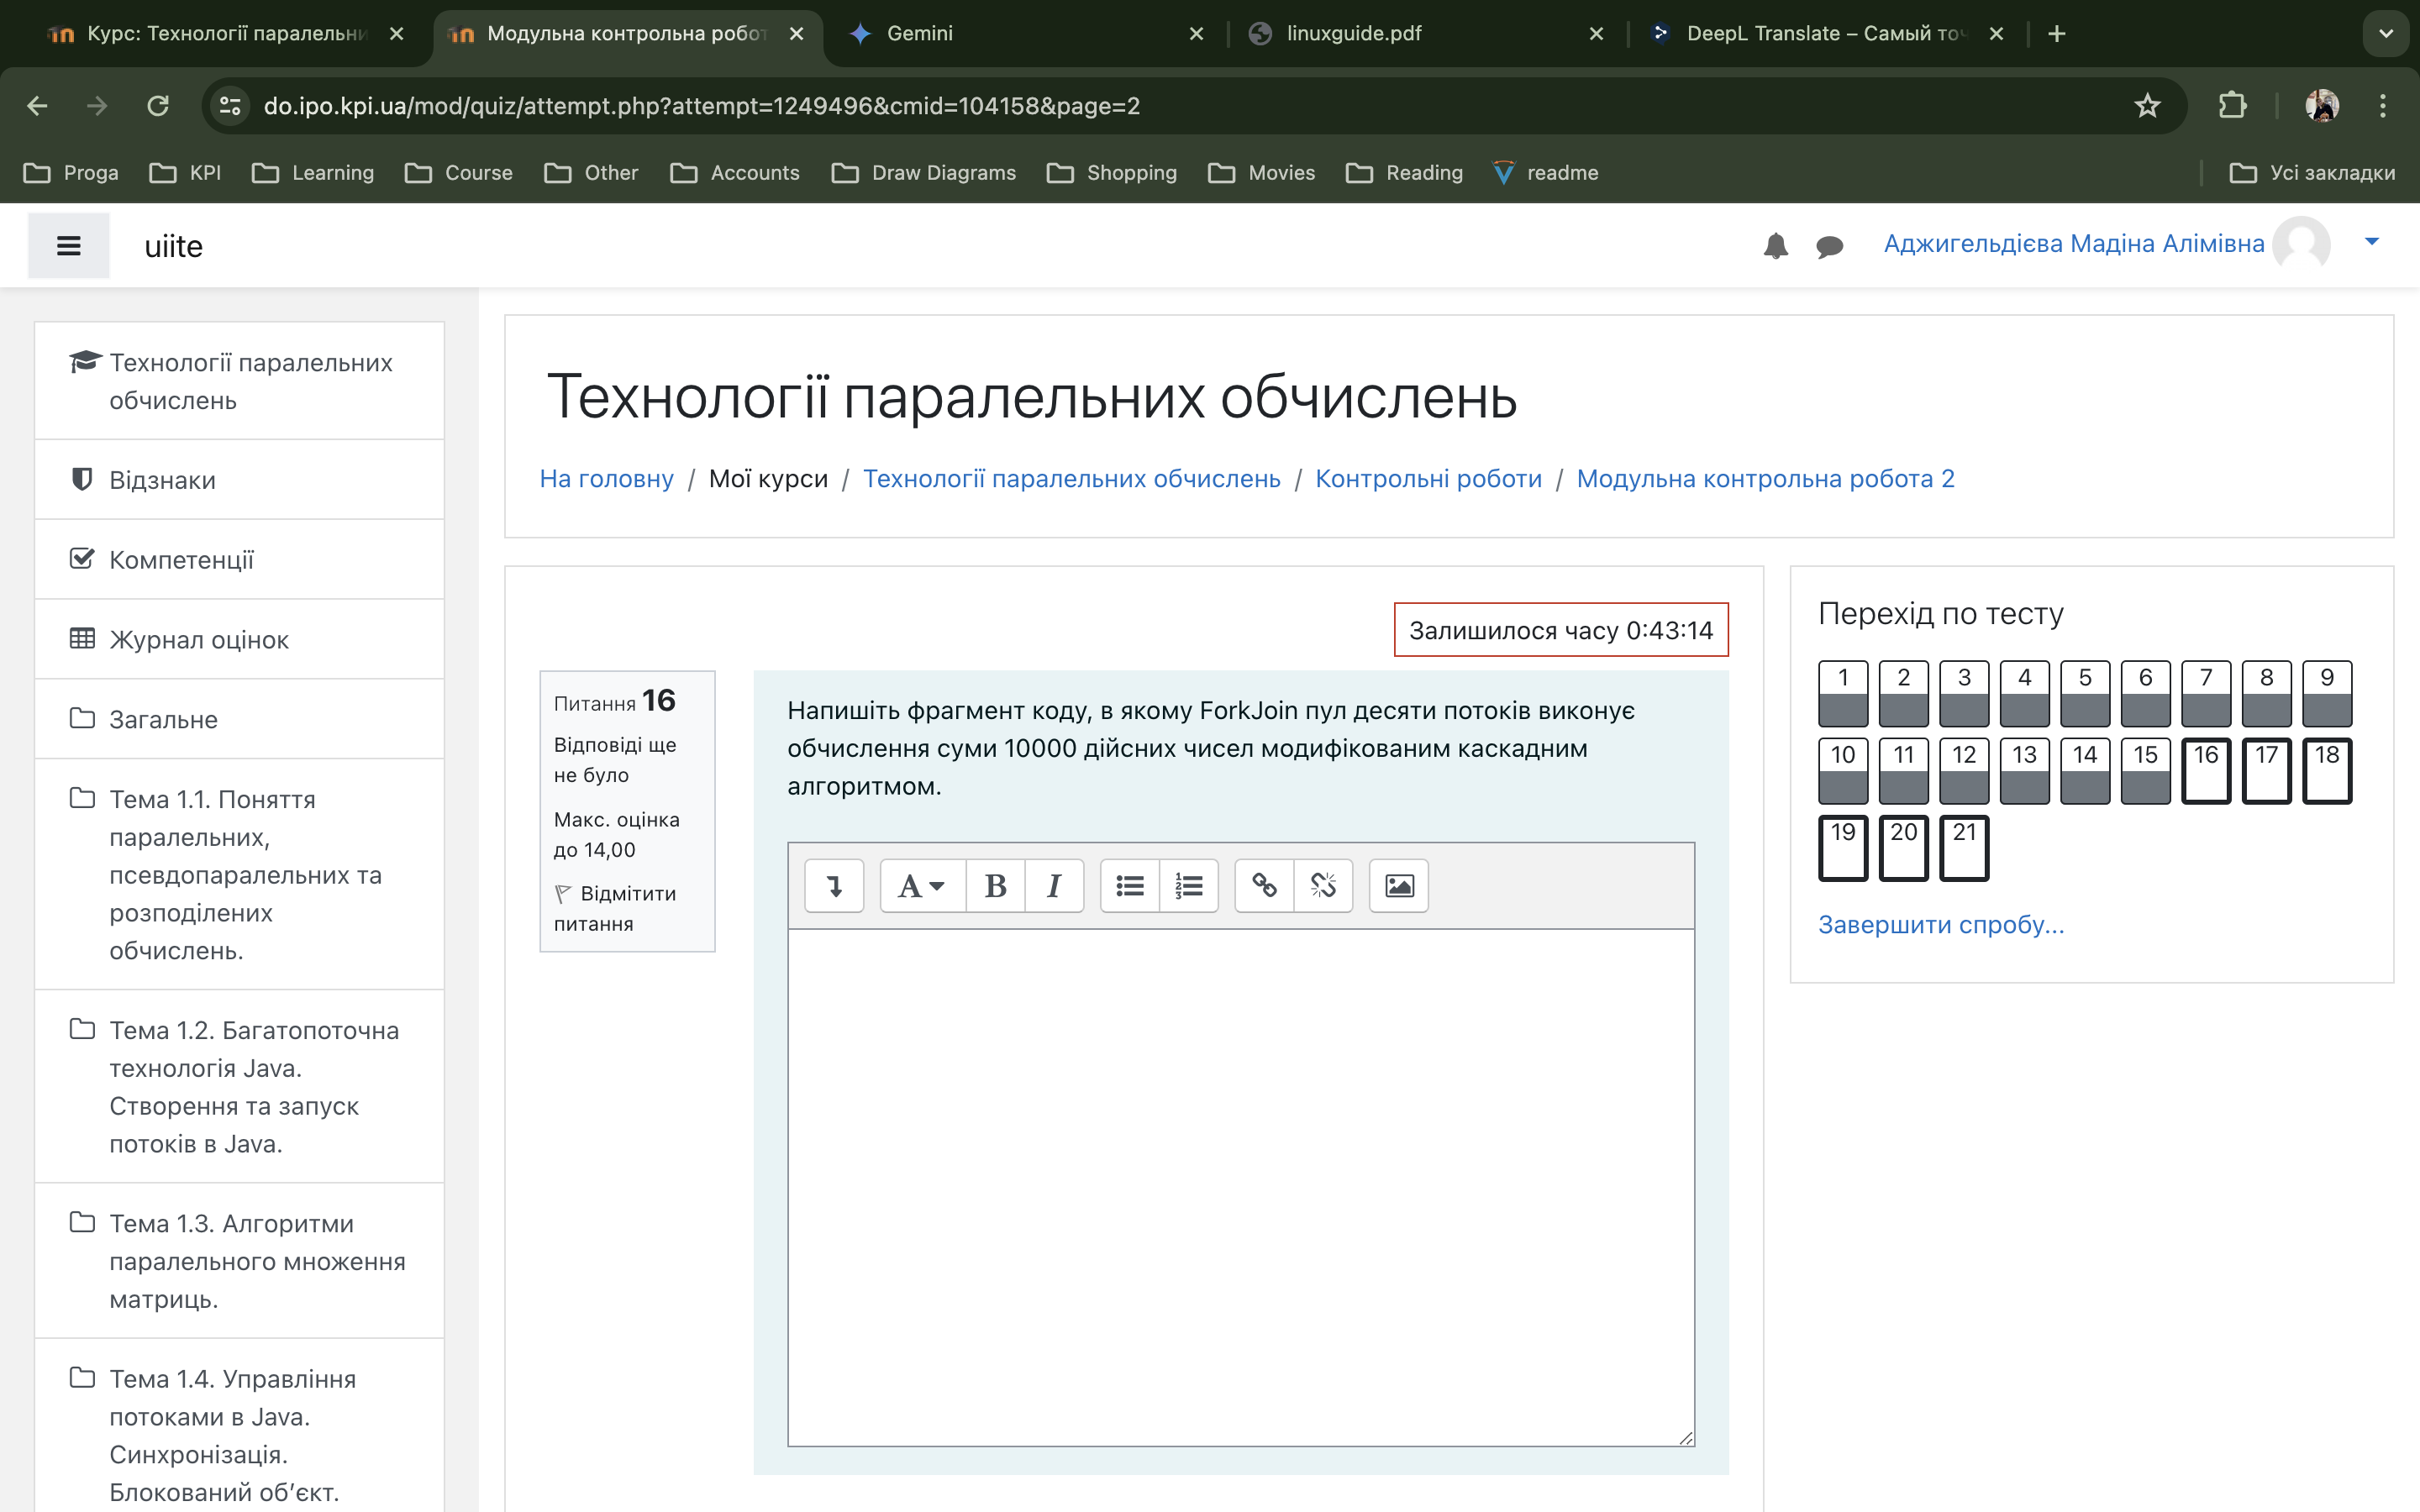 Курс: Технології паралельни
Модульна контрольна робот
Gemini
linuxguide.pdf
DeepL Translate – Самый точ
do.ipo.kpi.ua/mod/quiz/attempt.php?attempt=1249496&cmid=104158&page=2
Proga
KPI
Learning
Course
Other
Accounts
Draw Diagrams
Shopping
Movies
Reading
readme
Усі закладки
uiite
Аджигельдієва Мадіна Алімівна
Технології паралельних
обчислень
Відзнаки
Компетенції
Журнал оцінок
Загальне
Тема 1.1. Поняття
паралельних,
псевдопаралельних та
розподілених
обчислень.
Тема 1.2. Багатопоточна
технологія Java.
Створення та запуск
потоків в Java.
Тема 1.3. Алгоритми
паралельного множення
матриць.
Тема 1.4. Управління
потоками в Java.
Синхронізація.
Блокований об’єкт.
Технології паралельних обчислень
На головну / Мої курси / Технології паралельних обчислень / Контрольні роботи / Модульна контрольна робота 2
Залишилося часу 0:43:14
Питання 16
Відповіді ще
не було
Макс. оцінка
до 14,00
Відмітити
питання
Напишіть фрагмент коду, в якому ForkJoin пул десяти потоків виконує
обчислення суми 10000 дійсних чисел модифікованим каскадним
алгоритмом.
A B I
Перехід по тесту
1 2 3 4 5 6 7 8 9
10 11 12 13 14 15 16 17 18
19 20 21
Завершити спробу...